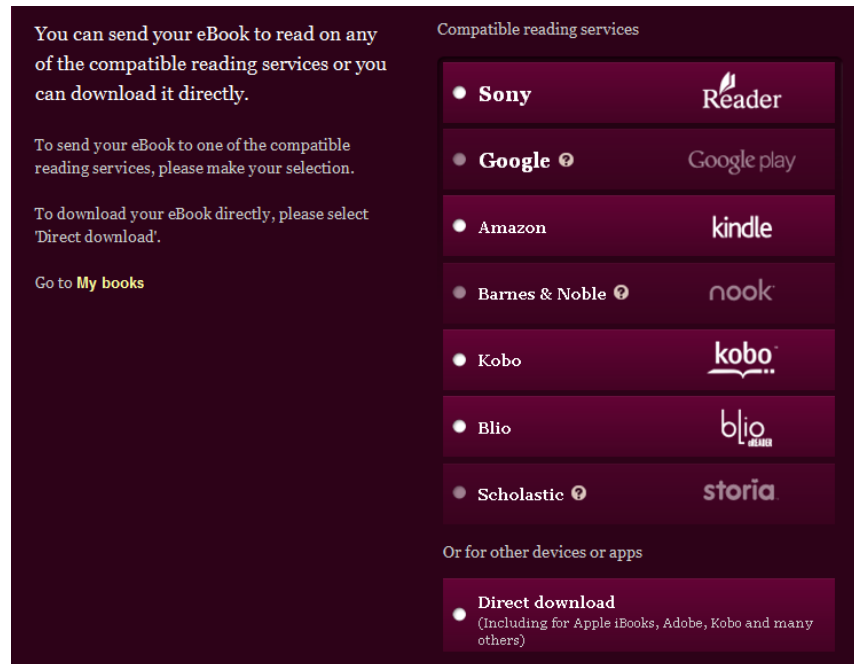 You can send your eBook to read on any
of the compatible reading services or you
can download it directly.
To send your eBook to one of the compatible
reading services, please make your selection.
To download your eBook directly, please select
'Direct download'.
Go to My books
Compatible reading services
Sony Reader
Google ? Google play
Amazon kindle
Barnes & Noble ? nook
Kobo kobo
Blio blio eREADER
Scholastic ? storia
Or for other devices or apps
Direct download
(Including for Apple iBooks, Adobe, Kobo and many
others)